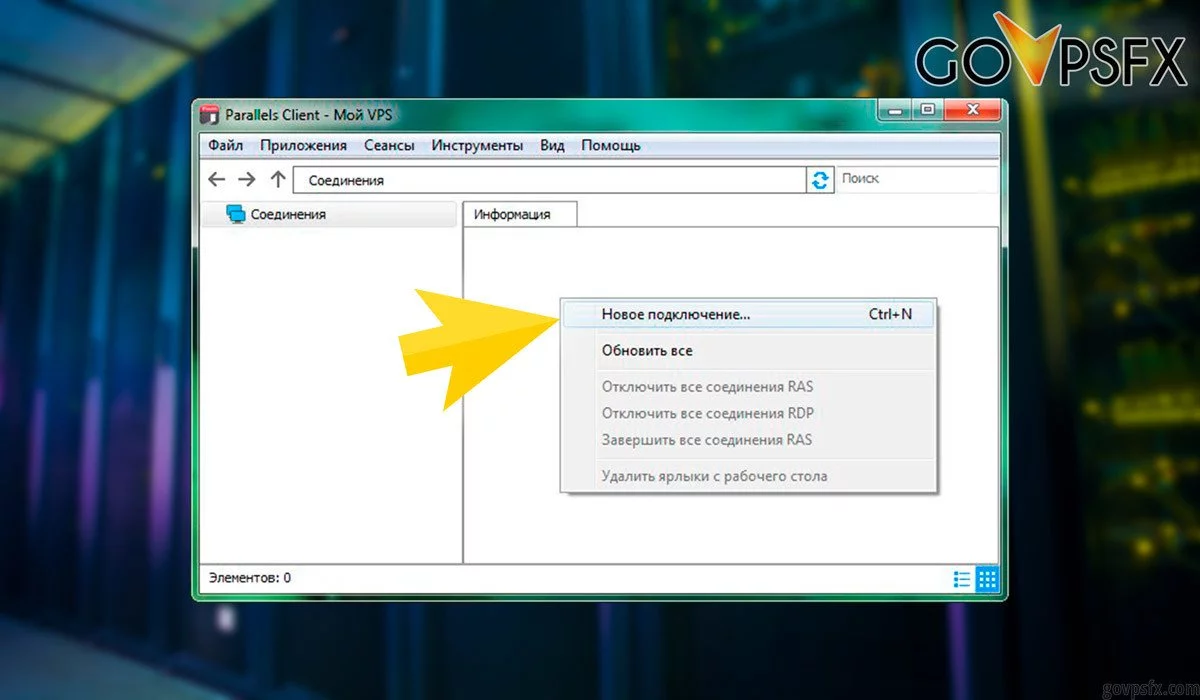 GOVPSFX
Parallels Client - Мой VPS
Файл Приложения Сеансы Инструменты Вид Помощь
Соединения Поиск
Соединения
Информация
Новое подключение... Ctrl+N
Обновить все
Отключить все соединения RAS
Отключить все соединения RDP
Завершить все соединения RAS
Удалить ярлыки с рабочего стола
Элементов: 0
govpsfx.com